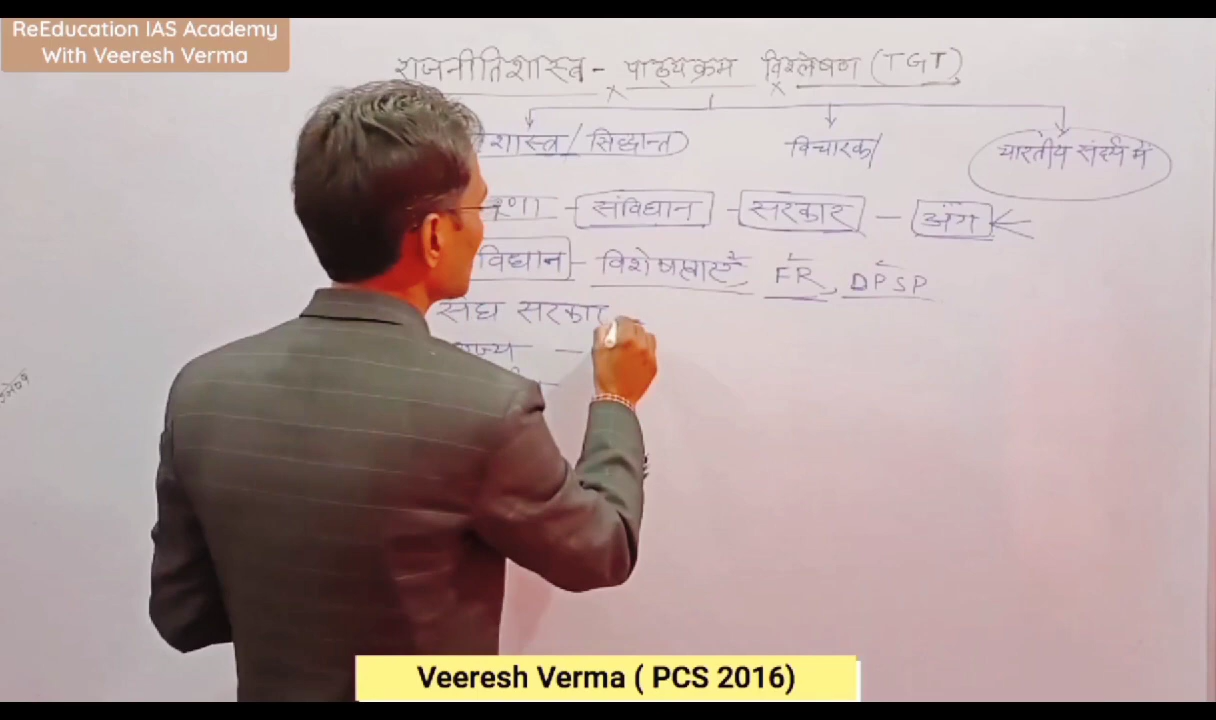 ReEducation IAS Academy
With Veeresh Verma
राजनीतिशास्त्र - पाठ्यक्रम विश्लेषण (TGT)
शास्त्र / सिद्धान्त विचारक/ भारतीय संदर्भ में
संविधान - सरकार - अंग
विधान - विशेषताएँ, FR, DPSP
संघ सरकार
Veeresh Verma ( PCS 2016)